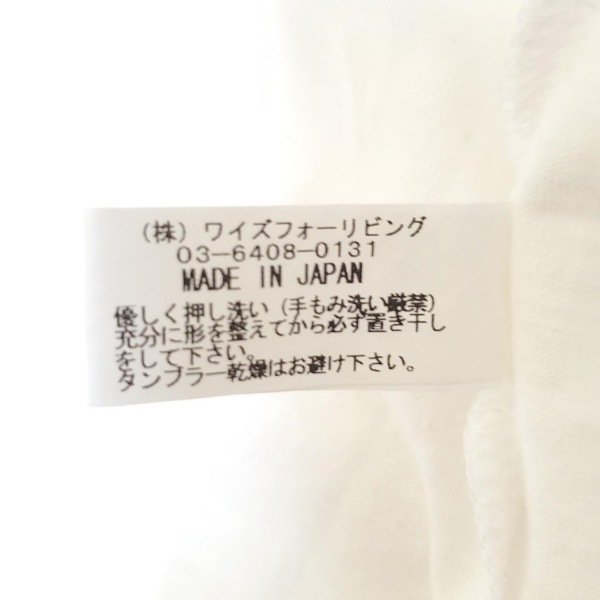 （株）ワイズフォーリビング
03-6408-0131
MADE IN JAPAN
優しく押し洗い（手もみ洗い厳禁）
充分に形を整えてから必ず置き干し
をして下さい。
タンブラー乾燥はお避け下さい。